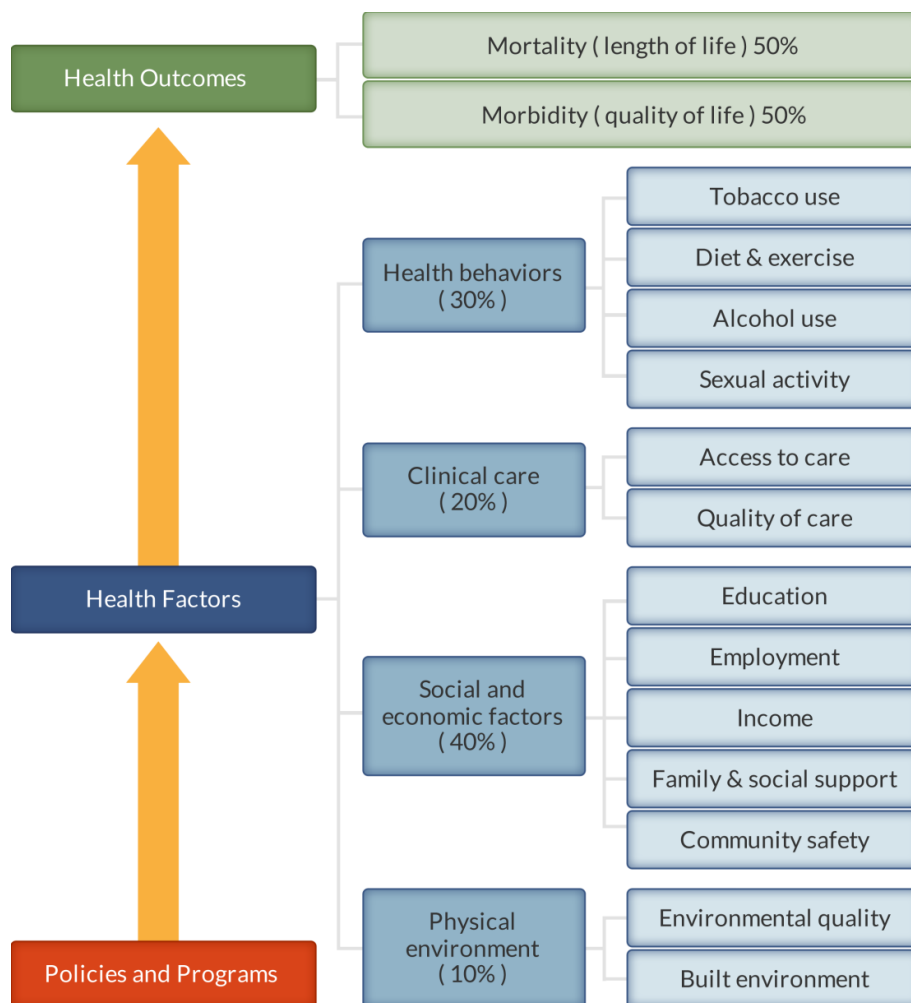 Health Outcomes
Mortality ( length of life ) 50%
Morbidity ( quality of life ) 50%
Health Factors
Health behaviors
( 30% )
Tobacco use
Diet & exercise
Alcohol use
Sexual activity
Clinical care
( 20% )
Access to care
Quality of care
Social and
economic factors
( 40% )
Education
Employment
Income
Family & social support
Community safety
Physical
environment
( 10% )
Environmental quality
Built environment
Policies and Programs